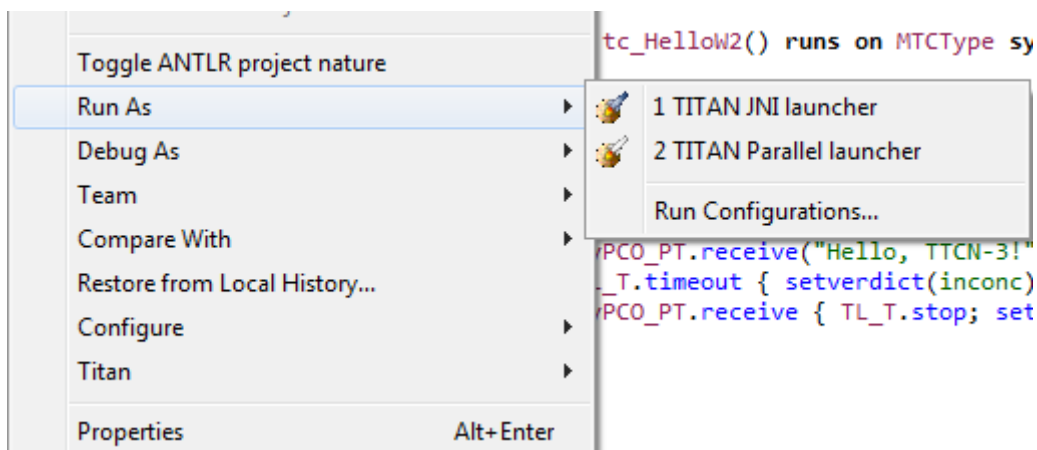 tc_HelloW2() runs on MTCType sy
Toggle ANTLR project nature
Run As
1 TITAN JNI launcher
Debug As
2 TITAN Parallel launcher
Team
Run Configurations...
Compare With
PCO_PT.receive("Hello, TTCN-3!"
Restore from Local History...
_T.timeout { setverdict(inconc)
PCO_PT.receive { TL_T.stop; set
Configure
Titan
Properties Alt+Enter